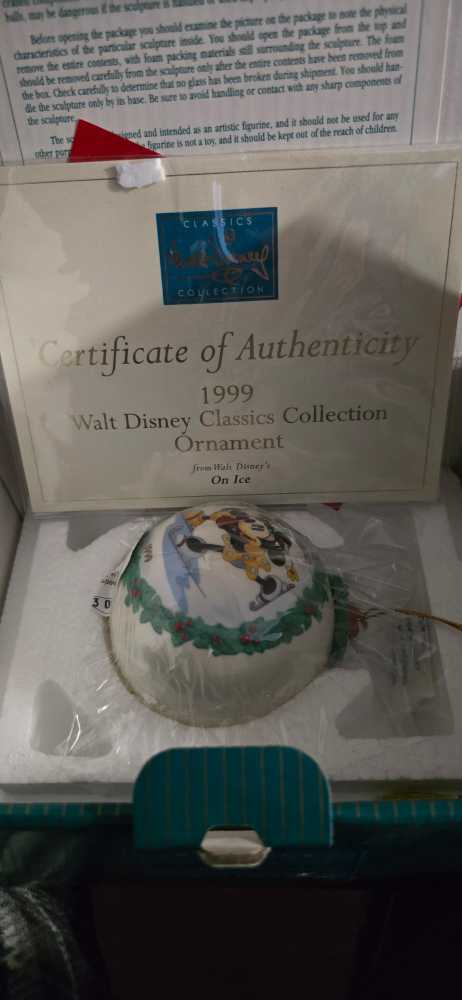 balls, may be dangerous if the sculpture is
Before opening the package you should examine the picture on the package to note the physical
characteristics of the particular sculpture inside. You should open the package from the top and
remove the entire contents, with foam packing materials still surrounding the sculpture. The foam
should be removed carefully from the sculpture only after the entire contents have been removed from
the box. Check carefully to determine that no glass has been broken during shipment. You should han-
dle the sculpture only by its base. Be sure to avoid handling or contact with any sharp components of
the sculpture.
The igned and intended as an artistic figurine, and it should not be used for any
other figurine is not a toy, and it should be kept out of the reach of children.
CLASSICS
Walt Disney
COLLECTION
Certificate of Authenticity
1999
Walt Disney Classics Collection
Ornament
from Walt Disney's
On Ice
30